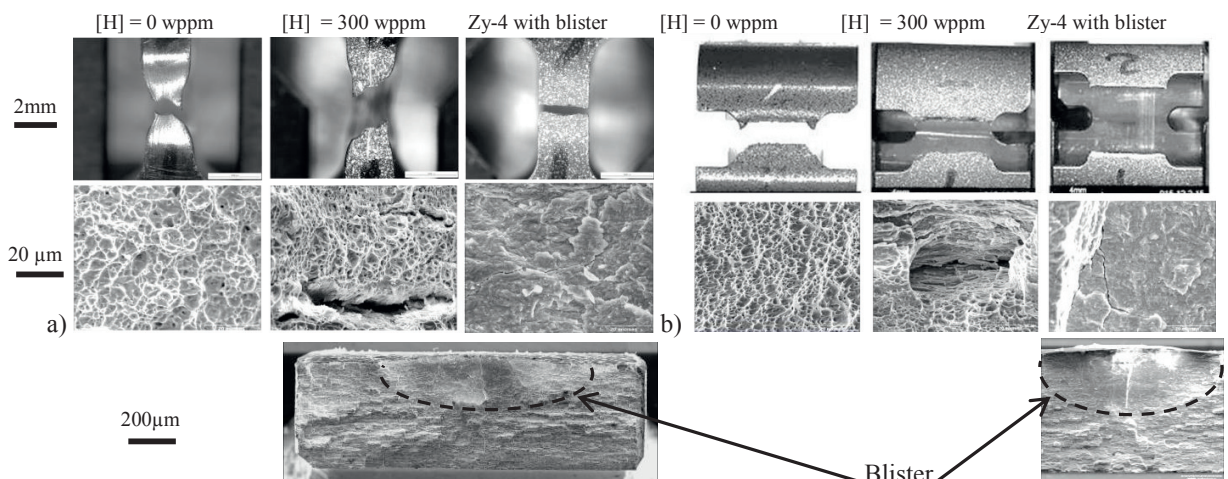 [H] = 0 wppm [H] = 300 wppm Zy-4 with blister [H] = 0 wppm [H] = 300 wppm Zy-4 with blister
2mm
4mm
20 µm
a) b)
200µm
Blister